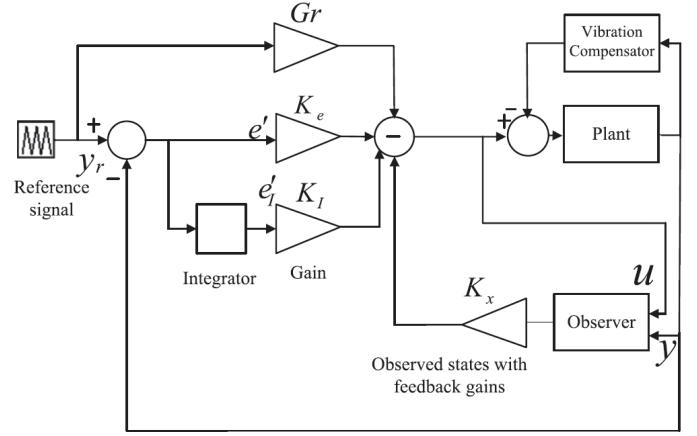 Gr
Vibration
Compensator
K_e
e'
+
y_r
−
−
+
−
Plant
Reference
signal
e'_I
K_I
Integrator
Gain
u
K_x
Observer
y
Observed states with
feedback gains